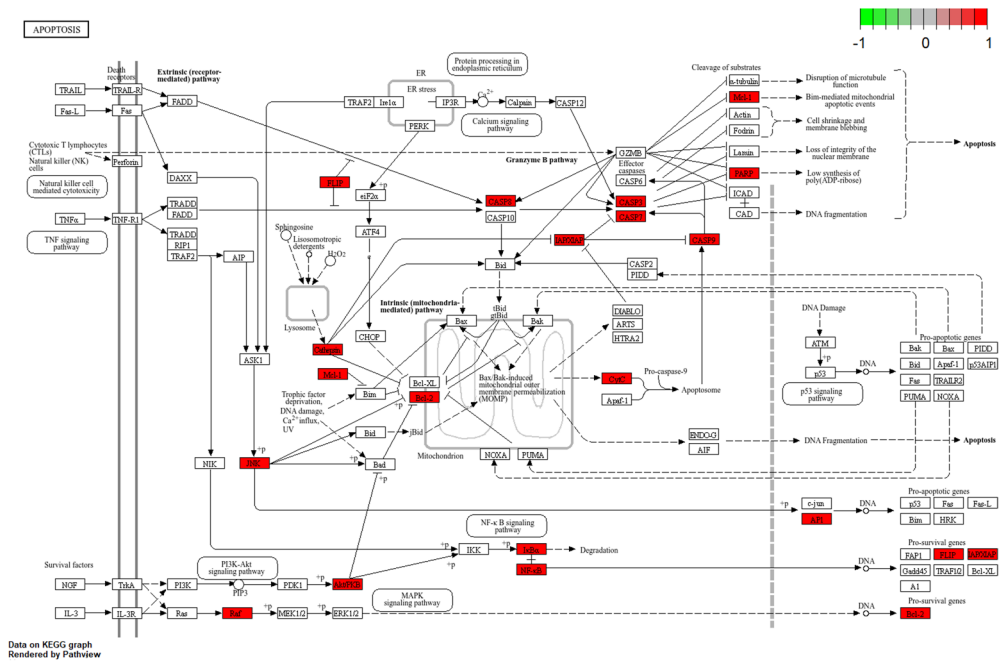 APOPTOSIS
-1 0 1
Death
receptors
Extrinsic (receptor-
mediated) pathway
TRAIL
TRAIL-R
Fas-L
Fas
FADD
Cytotoxic T lymphocytes
(CTLs)
Natural killer (NK)
cells
Perforin
Natural killer cell
mediated cytotoxicity
DAXX
TNFα
TNF-R1
TNF signaling
pathway
TRADD
FADD
TRADD
RIP1
TRAF2
AIP
ER
ER stress
TRAF2
Ire1α
IP3R
Ca2+
Calpain
CASP12
PERK
Protein processing in
endoplasmic reticulum
Calcium signaling
pathway
Granzyme B pathway
FLIP
+p
eIF2α
ATF4
CHOP
CASP8
CASP10
GZMB
Effector
caspases
CASP6
CASP3
CASP7
CASP9
Cleavage of substrates
α-tubulin
Mcl-1
Actin
Fodrin
Lamin
PARP
ICAD
CAD
Disruption of microtubule
function
Bim-mediated mitochondrial
apoptotic events
Cell shrinkage and
membrane blebbing
Loss of integrity of the
nuclear membrane
Low synthesis of
poly(ADP-ribose)
DNA fragmentation
Apoptosis
Sphingosine
Lisosomotropic
detergents
H2O2
Lysosome
Bid
CASP2
PIDD
Intrinsic (mitochondria-
mediated) pathway
tBid
gtBid
Bax
Bak
DIABLO
ARTS
HTRA2
ASK1
Mcl-1
Bim
Bcl-XL
Bcl-2
+p
Trophic factor
deprivation,
DNA damage,
Ca2+ influx,
UV
Bax/Bak-induced
mitochondrial outer
membrane permeabilization
(MOMP)
Bid
jBid
Bad
+p
+p
Mitochondrion
NOXA
PUMA
CytC
Apaf-1
Pro-caspase-9
Apoptosome
ENDO-G
AIF
DNA Fragmentation
Apoptosis
DNA Damage
ATM
+p
p53
p53 signaling
pathway
DNA
Pro-apoptotic genes
Bak
Bax
PIDD
Bid
Apaf-1
p53AIP1
Fas
TRAILR2
PUMA
NOXA
NIK
+p
JNK
+p
c-jun
AP1
DNA
Pro-apoptotic genes
p53
Fas
Fas-L
Bim
HRK
NF-κ B signaling
pathway
+p
IKK
+p
+p
IκBα
NF-κB
Degradation
DNA
Pro-survival genes
FAP1
FLIP
Gadd45
TRAF1/2
Bcl-XL
A1
Survival factors
NGF
TrkA
PI3K
PI3K-Akt
signaling pathway
PIP3
PDK1
+p
Akt/PKB
IL-3
IL-3R
Ras
Raf
+p
MEK1/2
+p
ERK1/2
MAPK
signaling pathway
DNA
Pro-survival genes
Bcl-2
Data on KEGG graph
Rendered by Pathview